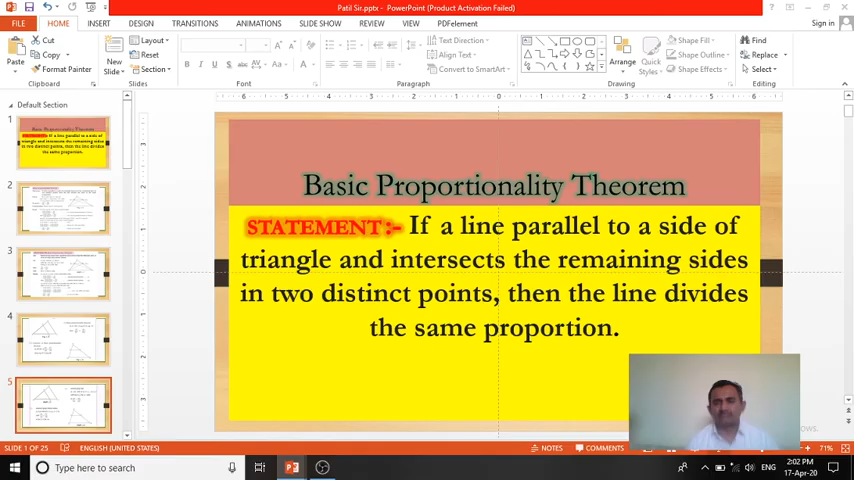 Patil Sir.pptx - PowerPoint (Product Activation Failed)
FILE HOME INSERT DESIGN TRANSITIONS ANIMATIONS SLIDE SHOW REVIEW VIEW PDFelement
Sign in
Paste
Cut
Copy
Format Painter
Clipboard
New Slide
Layout
Reset
Section
Slides
Font
Text Direction
Align Text
Convert to SmartArt
Paragraph
Arrange
Quick Styles
Shape Fill
Shape Outline
Shape Effects
Drawing
Find
Replace
Select
Editing
Default Section
1
2
3
4
5
Basic Proportionality Theorem
STATEMENT :- If a line parallel to a side of
triangle and intersects the remaining sides
in two distinct points, then the line divides
the same proportion.
SLIDE 1 OF 25 ENGLISH (UNITED STATES) NOTES COMMENTS 71%
Type here to search
ENG
2:02 PM
17-Apr-20